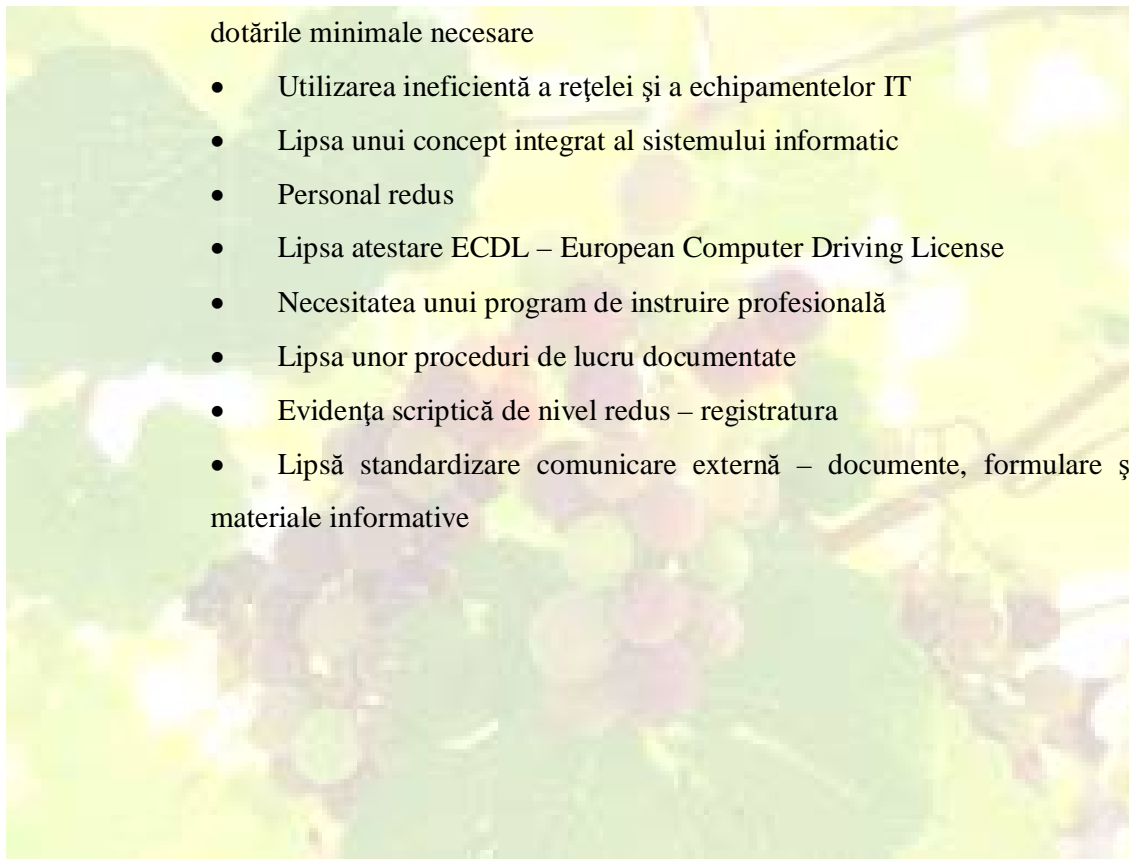 dotările minimale necesare
• Utilizarea ineficientă a reţelei şi a echipamentelor IT
• Lipsa unui concept integrat al sistemului informatic
• Personal redus
• Lipsa atestare ECDL – European Computer Driving License
• Necesitatea unui program de instruire profesională
• Lipsa unor proceduri de lucru documentate
• Evidenţa scriptică de nivel redus – registratura
• Lipsă standardizare comunicare externă – documente, formulare ş
materiale informative